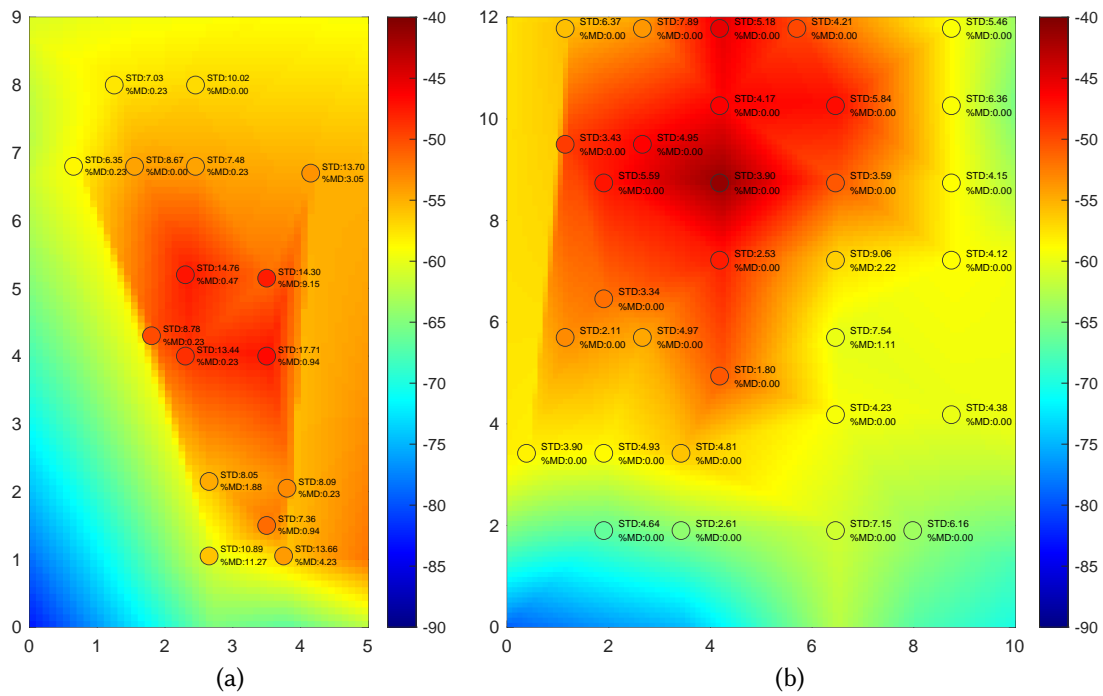 9
8
7
6
5
4
3
2
1
0
0
1
2
3
4
5
STD:7.03
%MD:0.23
STD:10.02
%MD:0.00
STD:6.35
%MD:0.23
STD:8.67
%MD:0.00
STD:7.48
%MD:0.23
STD:13.70
%MD:3.05
STD:14.76
%MD:0.47
STD:14.30
%MD:9.15
STD:8.78
%MD:0.23
STD:13.44
%MD:0.23
STD:17.71
%MD:0.94
STD:8.05
%MD:1.88
STD:8.09
%MD:0.23
STD:7.36
%MD:0.94
STD:10.89
%MD:11.27
STD:13.66
%MD:4.23
-40
-45
-50
-55
-60
-65
-70
-75
-80
-85
-90
(a)
12
10
8
6
4
2
0
0
2
4
6
8
10
STD:6.37
%MD:0.00
STD:7.89
%MD:0.00
STD:5.18
%MD:0.00
STD:4.21
%MD:0.00
STD:5.46
%MD:0.00
STD:4.17
%MD:0.00
STD:5.84
%MD:0.00
STD:6.36
%MD:0.00
STD:3.43
%MD:0.00
STD:4.95
%MD:0.00
STD:5.59
%MD:0.00
STD:3.90
%MD:0.00
STD:3.59
%MD:0.00
STD:4.15
%MD:0.00
STD:2.53
%MD:0.00
STD:9.06
%MD:2.22
STD:4.12
%MD:0.00
STD:3.34
%MD:0.00
STD:2.11
%MD:0.00
STD:4.97
%MD:0.00
STD:7.54
%MD:1.11
STD:1.80
%MD:0.00
STD:4.23
%MD:0.00
STD:4.38
%MD:0.00
STD:3.90
%MD:0.00
STD:4.93
%MD:0.00
STD:4.81
%MD:0.00
STD:4.64
%MD:0.00
STD:2.61
%MD:0.00
STD:7.15
%MD:0.00
STD:6.16
%MD:0.00
-40
-45
-50
-55
-60
-65
-70
-75
-80
-85
-90
(b)